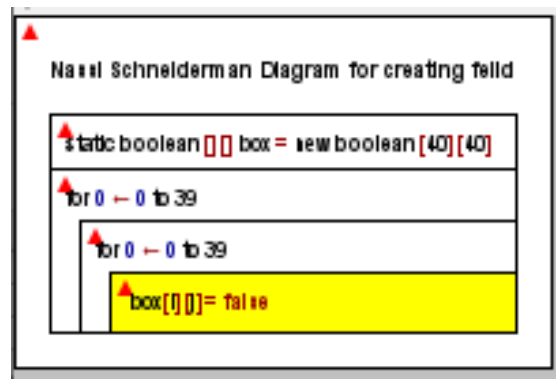 Nassi Schneiderman Diagram for creating feild
static boolean [] [] box = new boolean [40] [40]
for 0 ← 0 to 39
for 0 ← 0 to 39
box[i][j]= false